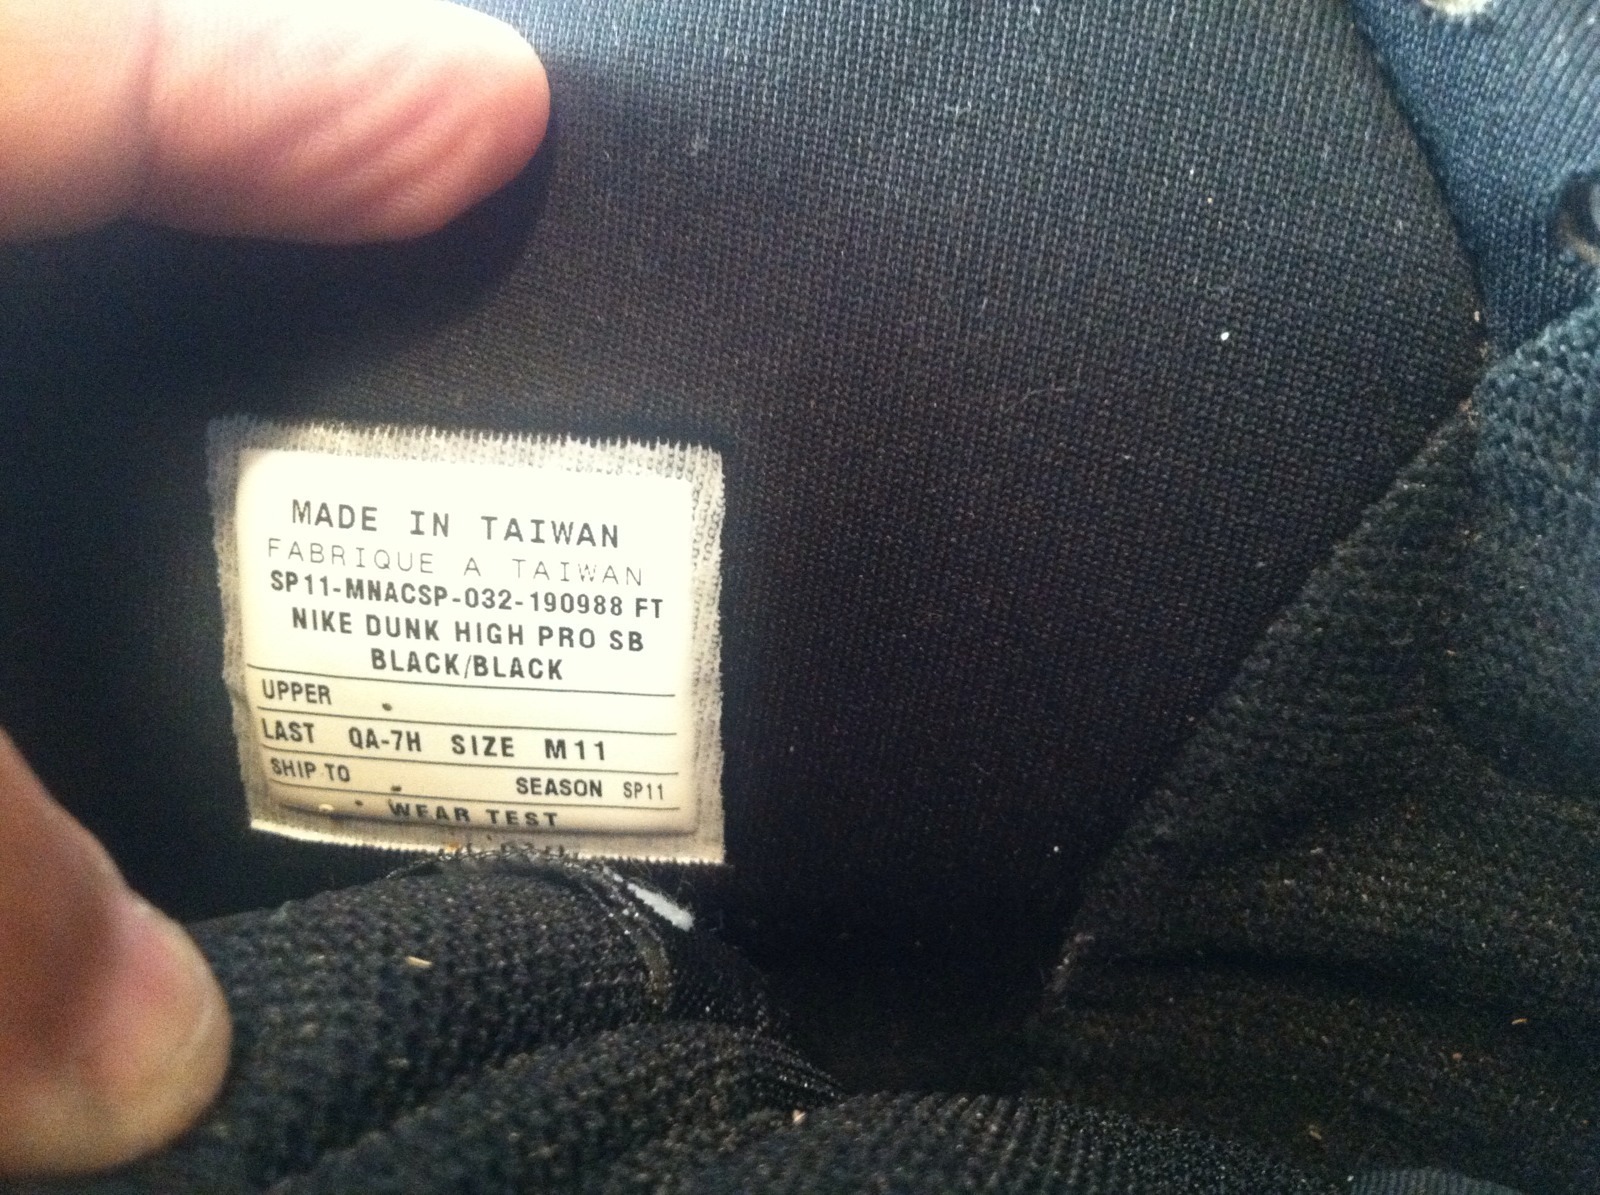 MADE IN TAIWAN
FABRIQUE A TAIWAN
SP11-MNACSP-032-190988 FT
NIKE DUNK HIGH PRO SB
BLACK/BLACK
UPPER
LAST QA-7H SIZE M11
SHIP TO SEASON SP11
WEAR TEST